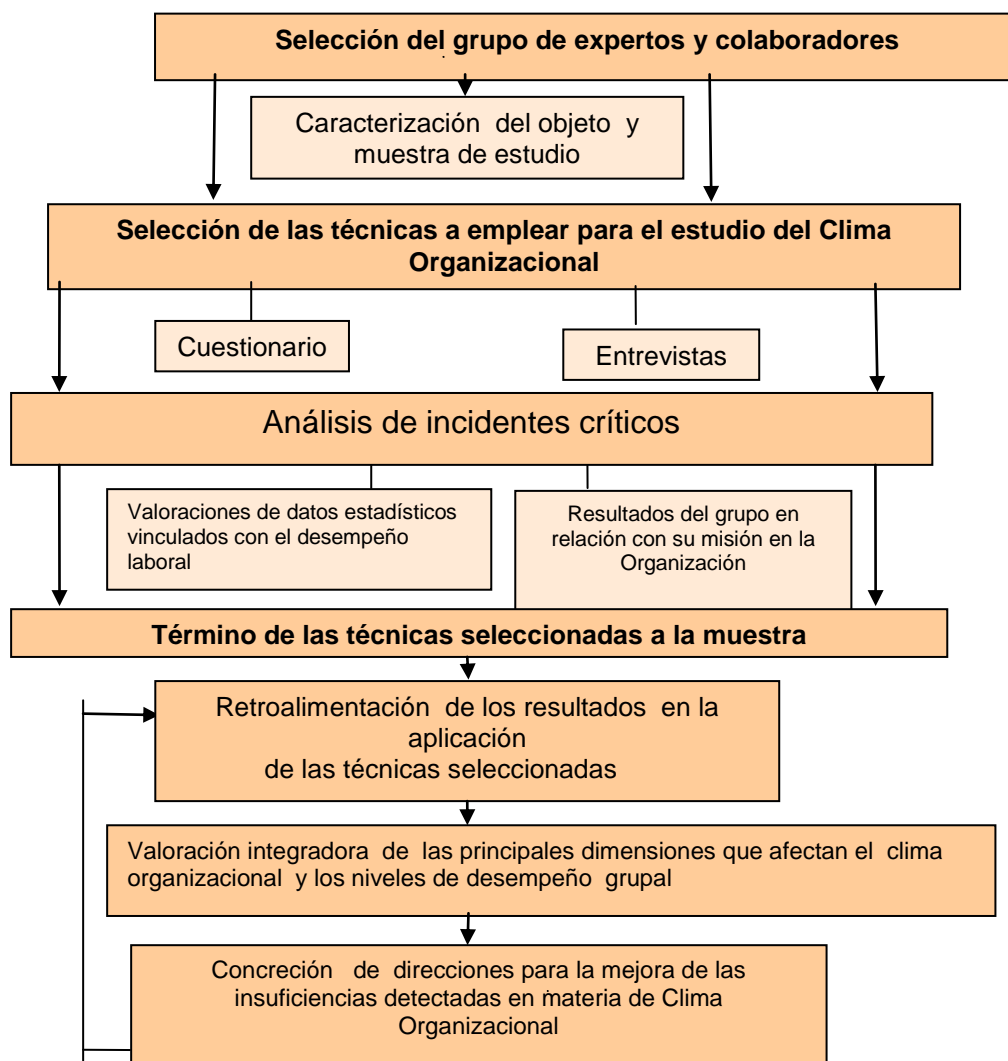 Selección del grupo de expertos y colaboradores
Caracterización del objeto y
muestra de estudio
Selección de las técnicas a emplear para el estudio del Clima
Organizacional
Cuestionario
Entrevistas
Análisis de incidentes críticos
Valoraciones de datos estadísticos
vinculados con el desempeño
laboral
Resultados del grupo en
relación con su misión en la
Organización
Término de las técnicas seleccionadas a la muestra
Retroalimentación de los resultados en la
aplicación
de las técnicas seleccionadas
Valoración integradora de las principales dimensiones que afectan el clima
organizacional y los niveles de desempeño grupal
Concreción de direcciones para la mejora de las
insuficiencias detectadas en materia de Clima
Organizacional